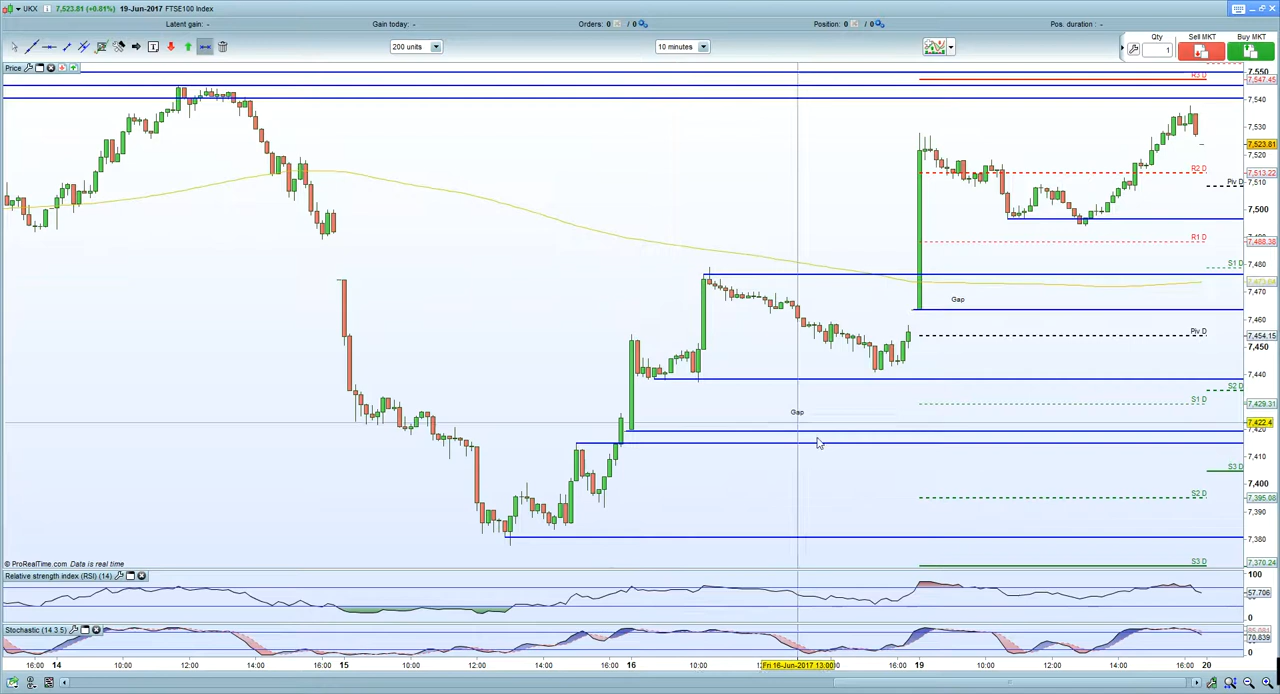 UKX 7,523.81 (+0.81%) 19-Jun-2017 FTSE100 Index
Latent gain: - Gain today: - Orders: 0 / 0 Position: 0 / 0 Pos. duration : -
200 units 10 minutes Qty Sell MKT Buy MKT
1
Price
7,550
R3 D 7,547.45
7,540
7,530
7,523.81
7,520
R2 D 7,513.22
7,510 Piv D
7,500
7,490
R1 D 7,488.38
7,480 S1 D
7,470
Gap
7,460
Piv D 7,454.15
7,450
7,440
S2 D
7,429.31
S1 D
Gap
7,422.4
7,420
7,410
S3 D
7,400
S2 D 7,395.08
7,390
7,380
S3 D 7,370.24
© ProRealTime.com Data is real time
Relative strength index (RSI) (14)
100
57.706
0
Stochastic (14 3 5)
70.839
0
16:00 14 10:00 12:00 14:00 16:00 15 10:00 12:00 14:00 16:00 16 10:00 Fri 16-Jun-2017 13:00 16:00 19 10:00 12:00 14:00 16:00 20